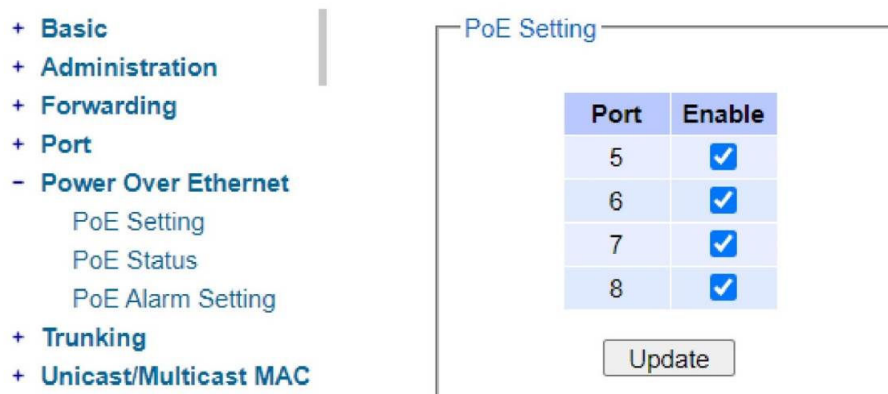 + Basic
+ Administration
+ Forwarding
+ Port
- Power Over Ethernet
PoE Setting
PoE Status
PoE Alarm Setting
+ Trunking
+ Unicast/Multicast MAC
PoE Setting
Port Enable
5
6
7
8
Update